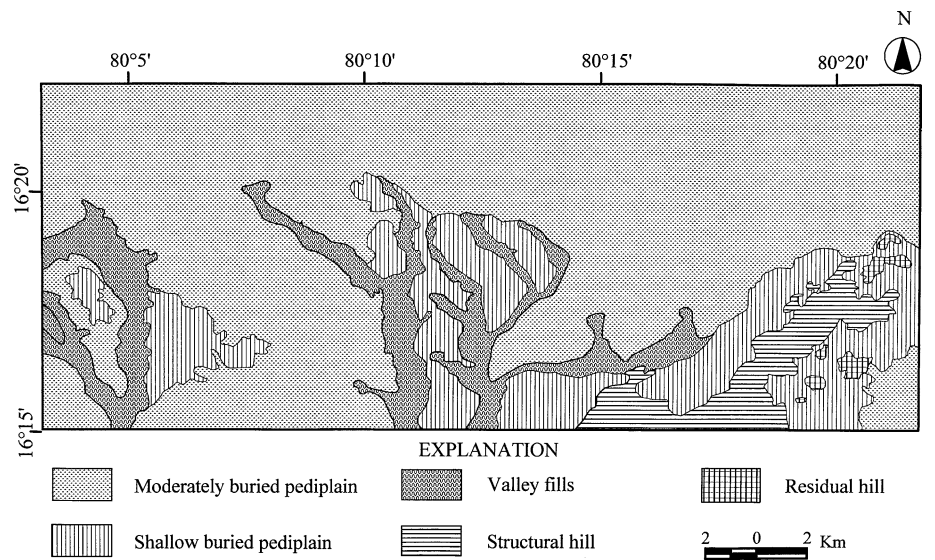 N
80°5' 80°10' 80°15' 80°20'
16°20'
16°15'
EXPLANATION
Moderately buried pediplain Valley fills Residual hill
Shallow buried pediplain Structural hill 2 0 2 Km